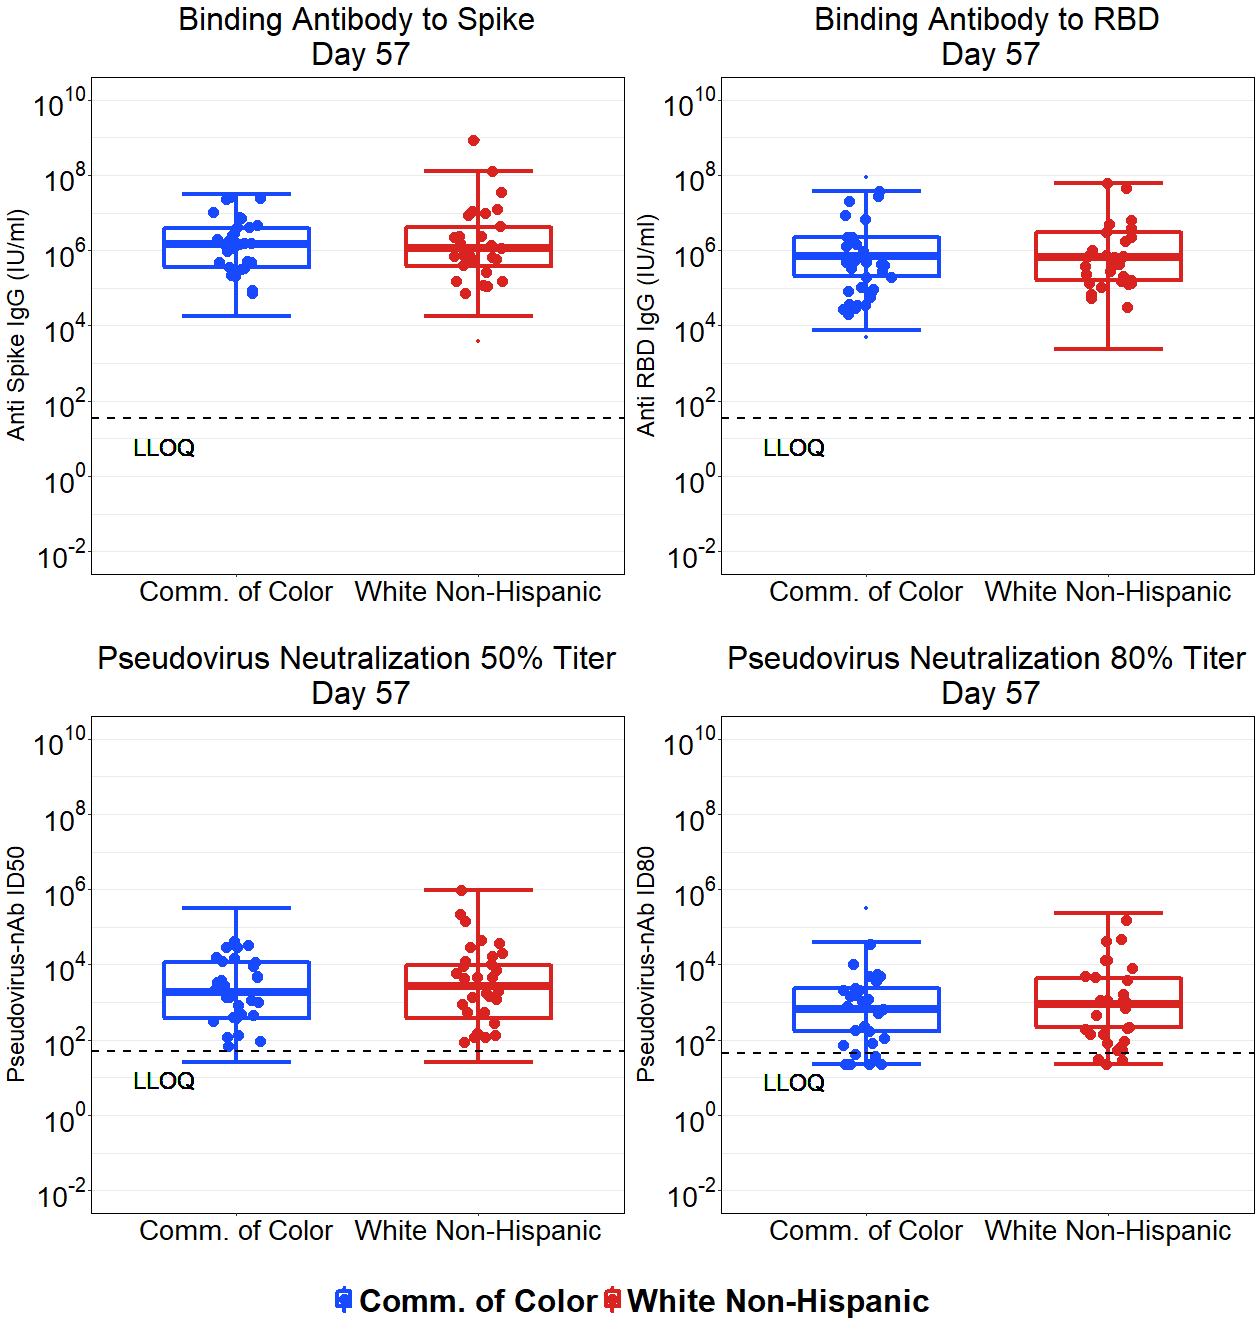 Binding Antibody to Spike
Day 57
Anti Spike IgG (IU/ml)
10^10
10^8
10^6
10^4
10^2
10^0
10^-2
LLOQ
Comm. of Color White Non-Hispanic
Binding Antibody to RBD
Day 57
Anti RBD IgG (IU/ml)
10^10
10^8
10^6
10^4
10^2
10^0
10^-2
LLOQ
Comm. of Color White Non-Hispanic
Pseudovirus Neutralization 50% Titer
Day 57
Pseudovirus-nAb ID50
10^10
10^8
10^6
10^4
10^2
10^0
10^-2
LLOQ
Comm. of Color White Non-Hispanic
Pseudovirus Neutralization 80% Titer
Day 57
Pseudovirus-nAb ID80
10^10
10^8
10^6
10^4
10^2
10^0
10^-2
LLOQ
Comm. of Color White Non-Hispanic
Comm. of Color White Non-Hispanic